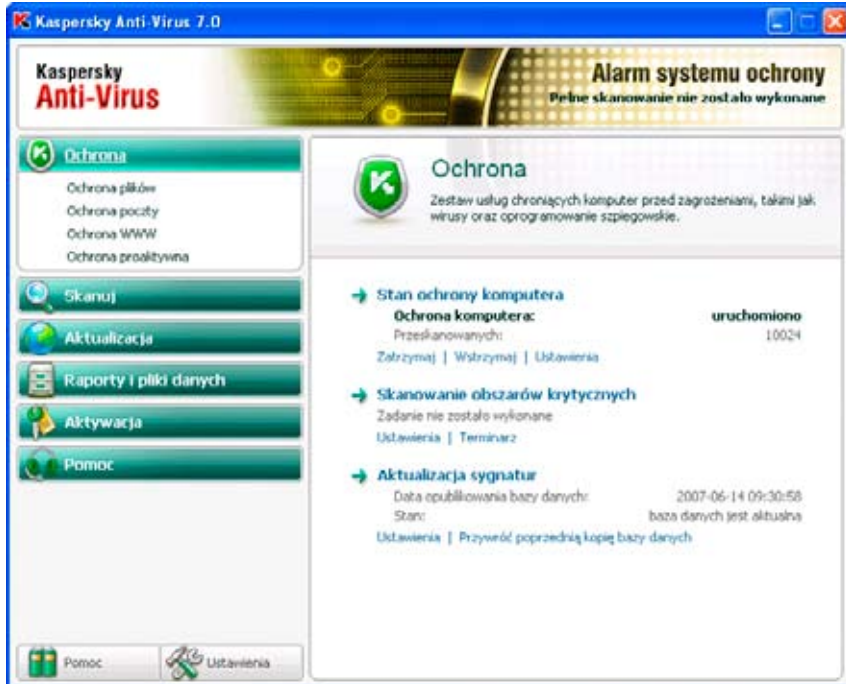 Kaspersky Anti-Virus 7.0
Kaspersky
Anti-Virus
Alarm systemu ochrony
Pełne skanowanie nie zostało wykonane
Ochrona
Ochrona plików
Ochrona poczty
Ochrona WWW
Ochrona proaktywna
Skanuj
Aktualizacja
Raporty i pliki danych
Aktywacja
Pomoc
Pomoc
Ustawienia
Ochrona
Zestaw usług chroniących komputer przed zagrożeniami, takimi jak
wirusy oraz oprogramowanie szpiegowskie.
Stan ochrony komputera
Ochrona komputera: uruchomiono
Przeskanowanych: 10024
Zatrzymaj | Wstrzymaj | Ustawienia
Skanowanie obszarów krytycznych
Zadanie nie zostało wykonane
Ustawienia | Terminarz
Aktualizacja sygnatur
Data opublikowania bazy danych: 2007-06-14 09:30:58
Stan: baza danych jest aktualna
Ustawienia | Przywróć poprzednią kopię bazy danych